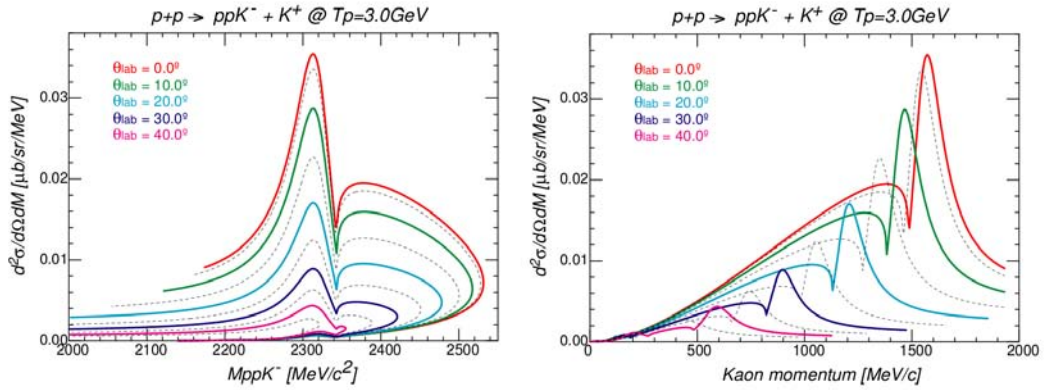 p+p → ppK⁻ + K⁺ @ Tp=3.0GeV
d²σ/dΩdM [μb/sr/MeV]
θlab = 0.0º
θlab = 10.0º
θlab = 20.0º
θlab = 30.0º
θlab = 40.0º
0.03
0.02
0.01
0.00
2000 2100 2200 2300 2400 2500
MppK⁻ [MeV/c²]
p+p → ppK⁻ + K⁺ @ Tp=3.0GeV
d²σ/dΩdM [μb/sr/MeV]
θlab = 0.0º
θlab = 10.0º
θlab = 20.0º
θlab = 30.0º
θlab = 40.0º
0.03
0.02
0.01
0.00
0 500 1000 1500 2000
Kaon momentum [MeV/c]